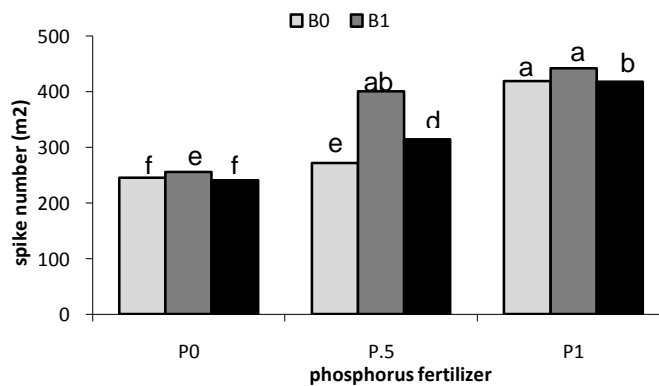 B0 B1
500
400
300
200
100
0
spike number (m2)
f e f
e ab d
a a b
P0 P.5 P1
phosphorus fertilizer